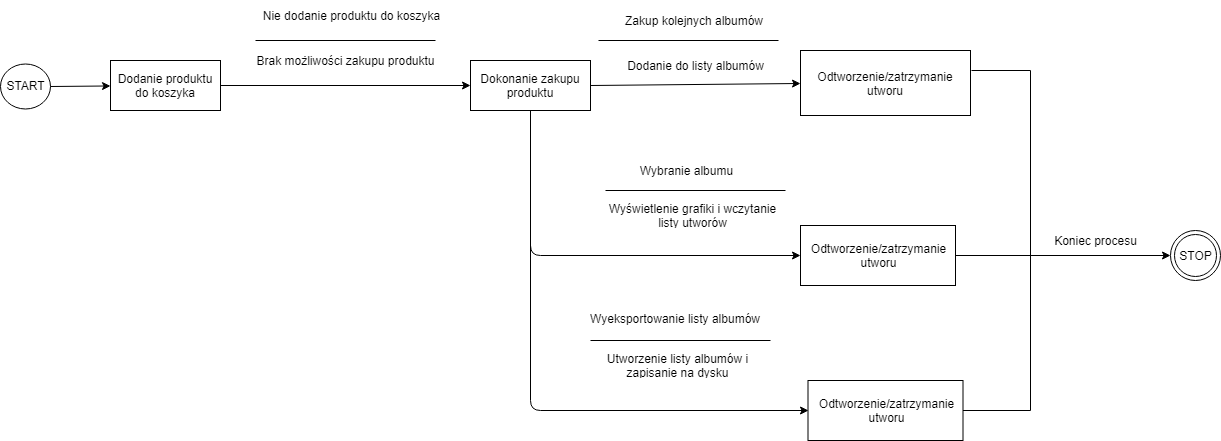 START
Dodanie produktu
do koszyka
Nie dodanie produktu do koszyka
Brak możliwości zakupu produktu
Dokonanie zakupu
produktu
Zakup kolejnych albumów
Dodanie do listy albumów
Odtworzenie/zatrzymanie
utworu
Wybranie albumu
Wyświetlenie grafiki i wczytanie
listy utworów
Odtworzenie/zatrzymanie
utworu
Wyeksportowanie listy albumów
Utworzenie listy albumów i
zapisanie na dysku
Odtworzenie/zatrzymanie
utworu
Koniec procesu
STOP